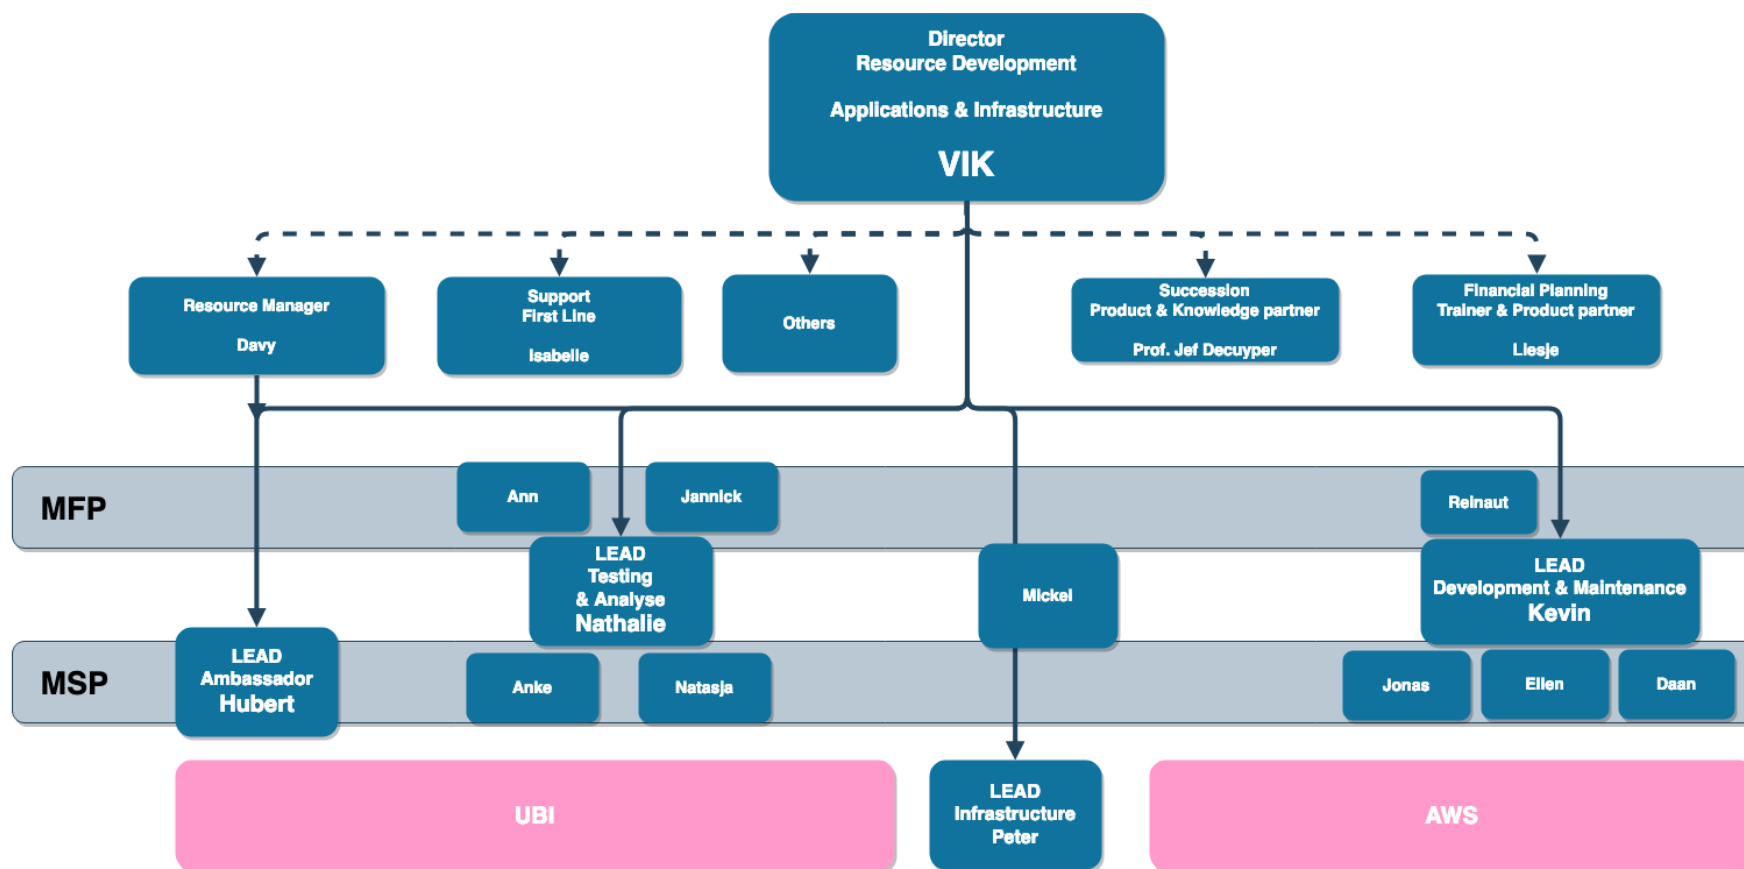 Director
Resource Development
Applications & Infrastructure
VIK
Resource Manager
Davy
Support
First Line
Isabelle
Others
Succession
Product & Knowledge partner
Prof. Jef Decuyper
Financial Planning
Trainer & Product partner
Liesje
MFP
Ann
Jannick
Reinaut
LEAD
Testing
& Analyse
Nathalie
Mickel
LEAD
Development & Maintenance
Kevin
MSP
LEAD
Ambassador
Hubert
Anke
Natasja
Jonas
Ellen
Daan
UBI
LEAD
Infrastructure
Peter
AWS